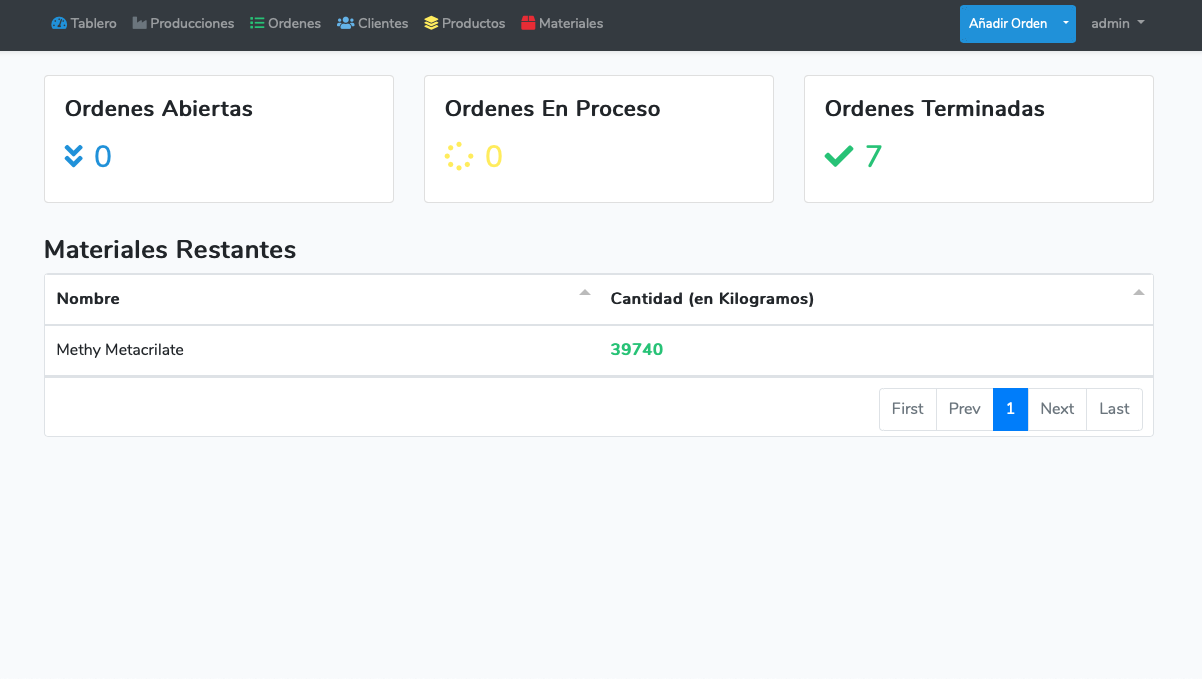 Tablero Producciones Ordenes Clientes Productos Materiales Añadir Orden admin
Ordenes Abiertas
0
Ordenes En Proceso
0
Ordenes Terminadas
7
Materiales Restantes
Nombre Cantidad (en Kilogramos)
Methy Metacrilate 39740
First Prev 1 Next Last